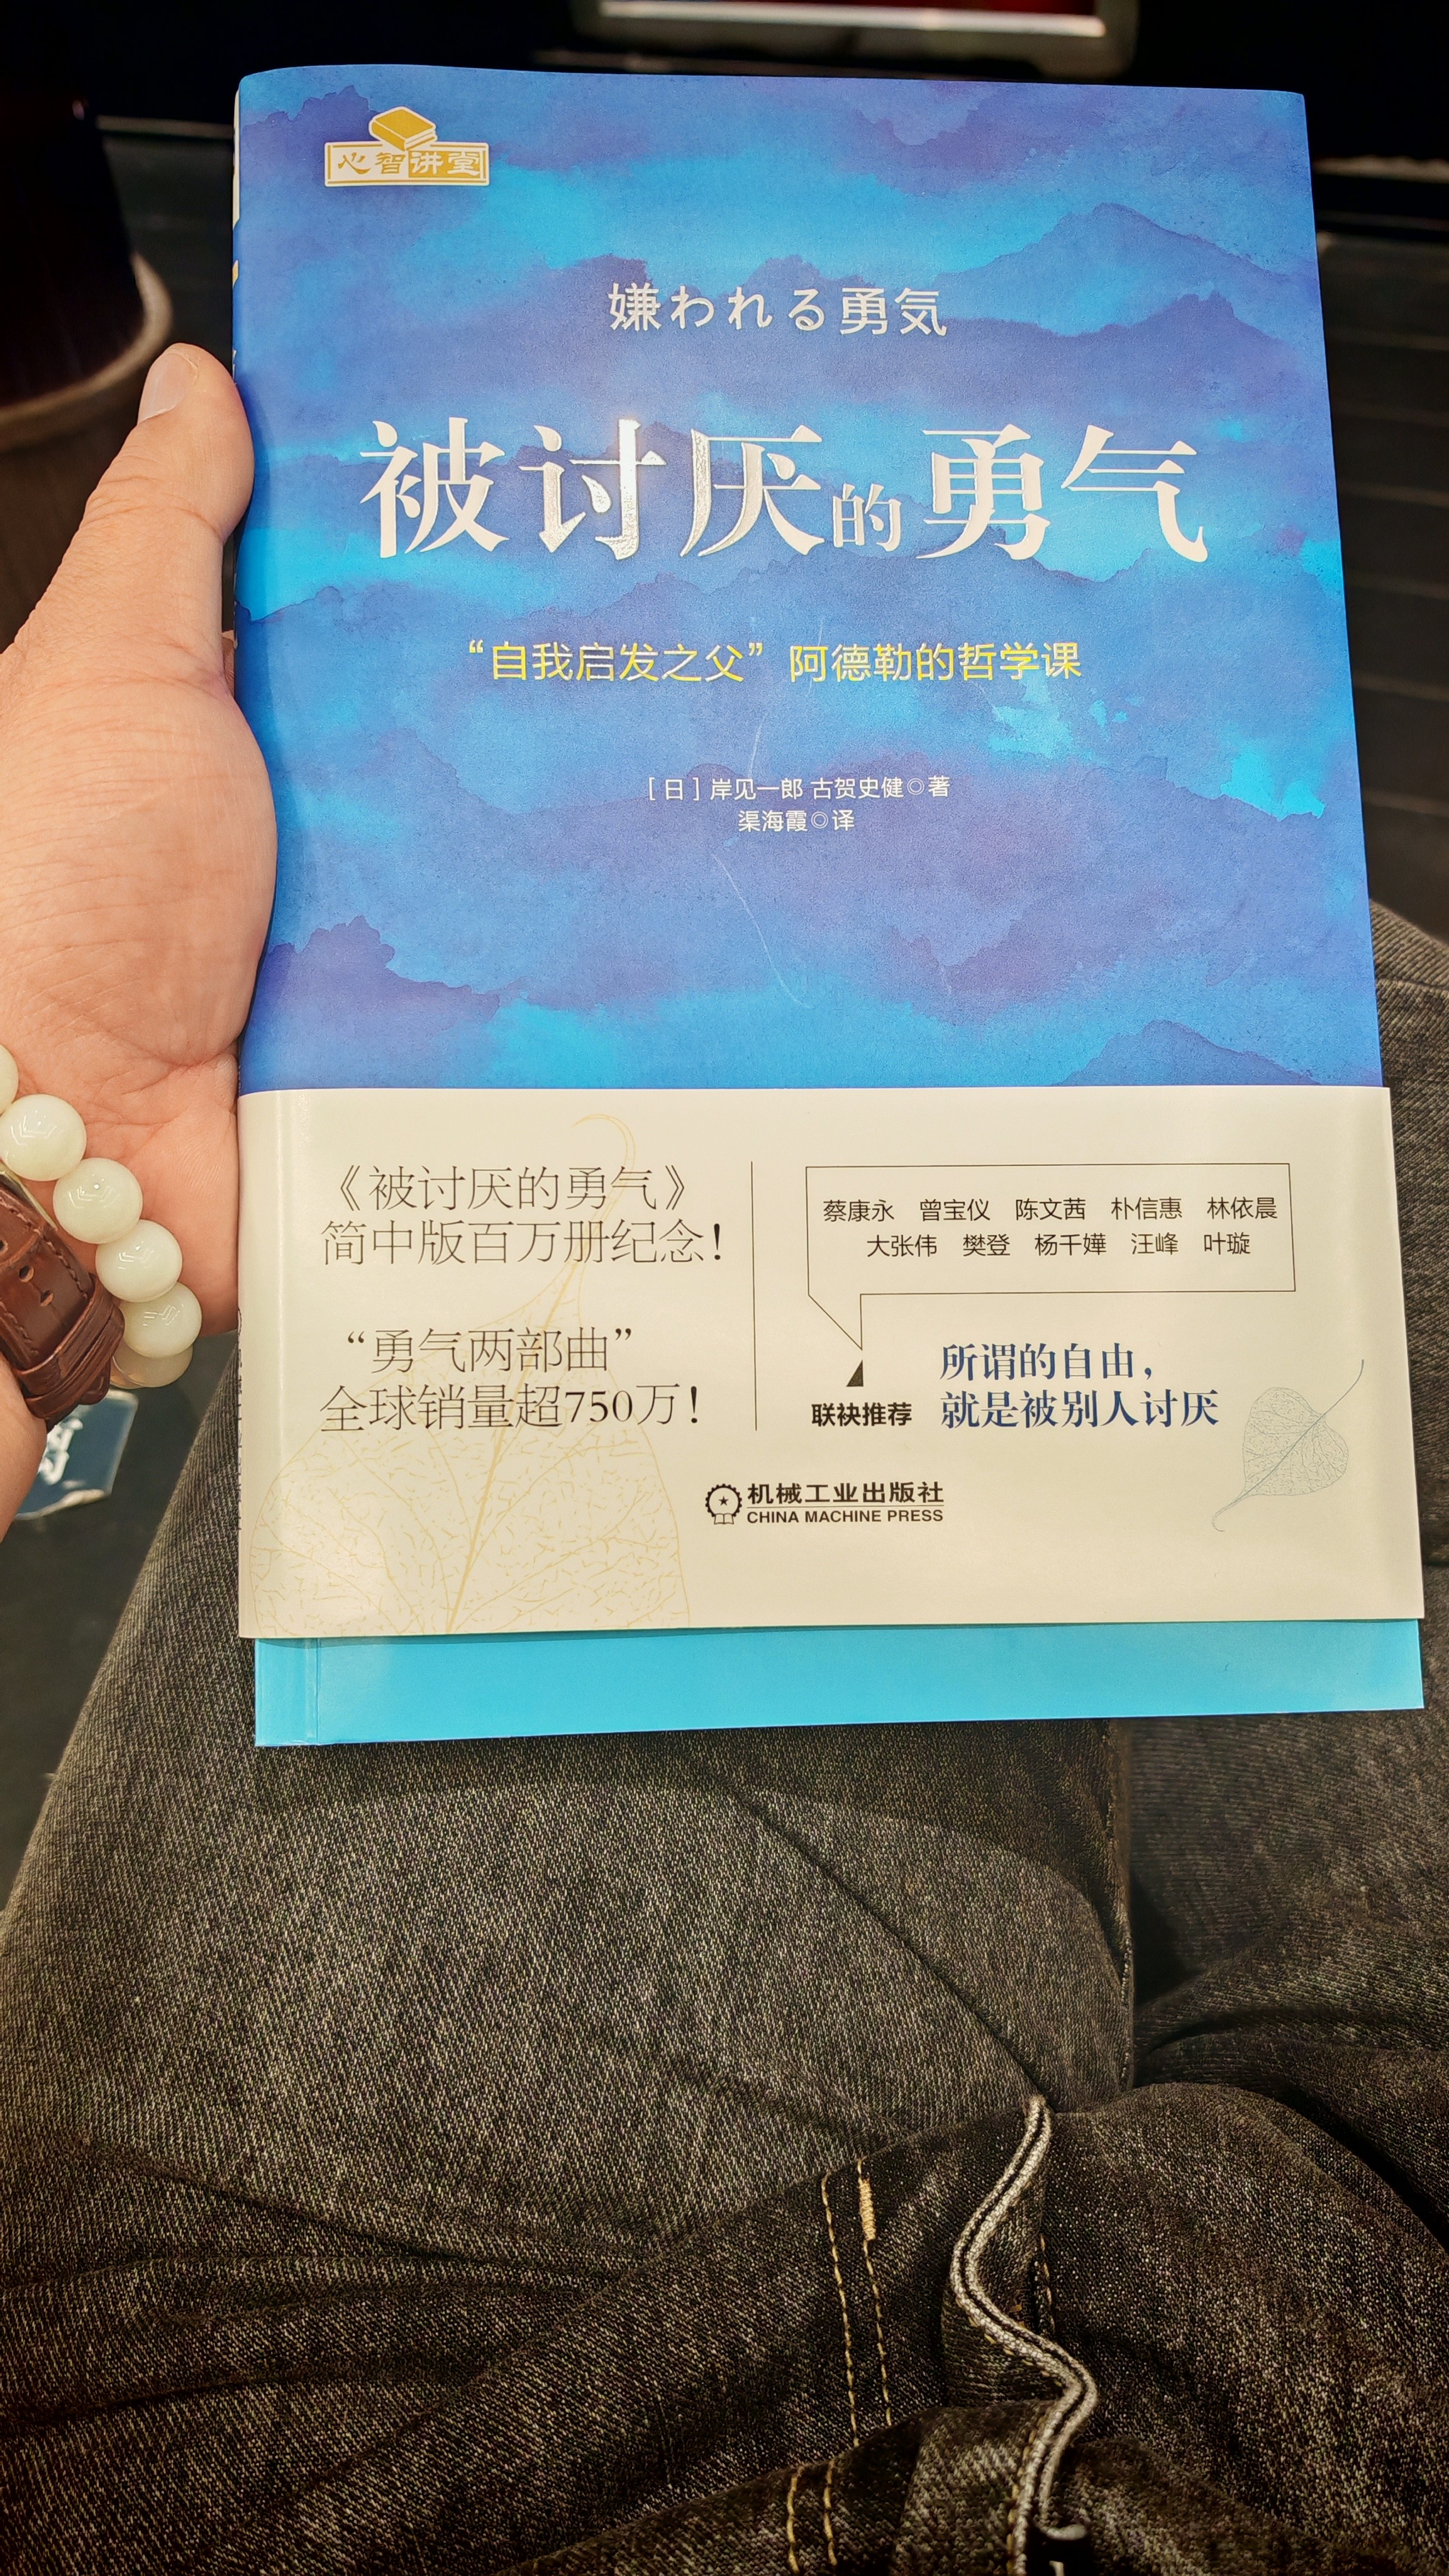 心智讲堂
嫌われる勇気
被讨厌的勇气
“自我启发之父”阿德勒的哲学课
［日］岸见一郎 古贺史健◎著
渠海霞◎译
《被讨厌的勇气》
简中版百万册纪念！
“勇气两部曲”
全球销量超750万！
蔡康永 曾宝仪 陈文茜 朴信惠 林依晨
大张伟 樊登 杨千嬅 汪峰 叶璇
联袂推荐
所谓的自由，
就是被别人讨厌
机械工业出版社
CHINA MACHINE PRESS